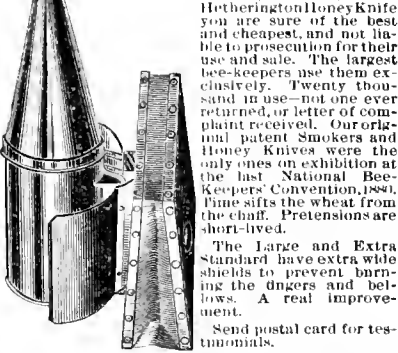 Hetherington Honey Knife
you are sure of the best
and cheapest, and not lia-
ble to prosecution for their
use and sale. The largest
bee-keepers use them ex-
clusively. Twenty thou-
sand in use—not one ever
returned, or letter of com-
plaint received. Our orig-
inal patent Smokers and
Honey Knives were the
only ones on exhibition at
the last National Bee-
Keepers' Convention, 1880.
Time sifts the wheat from
the chaff. Pretensions are
short-lived.
The Large and Extra
Standard have extra wide
shields to prevent burn-
ing the fingers and bel-
lows. A real improve-
ment.
Send postal card for tes-
timonials.